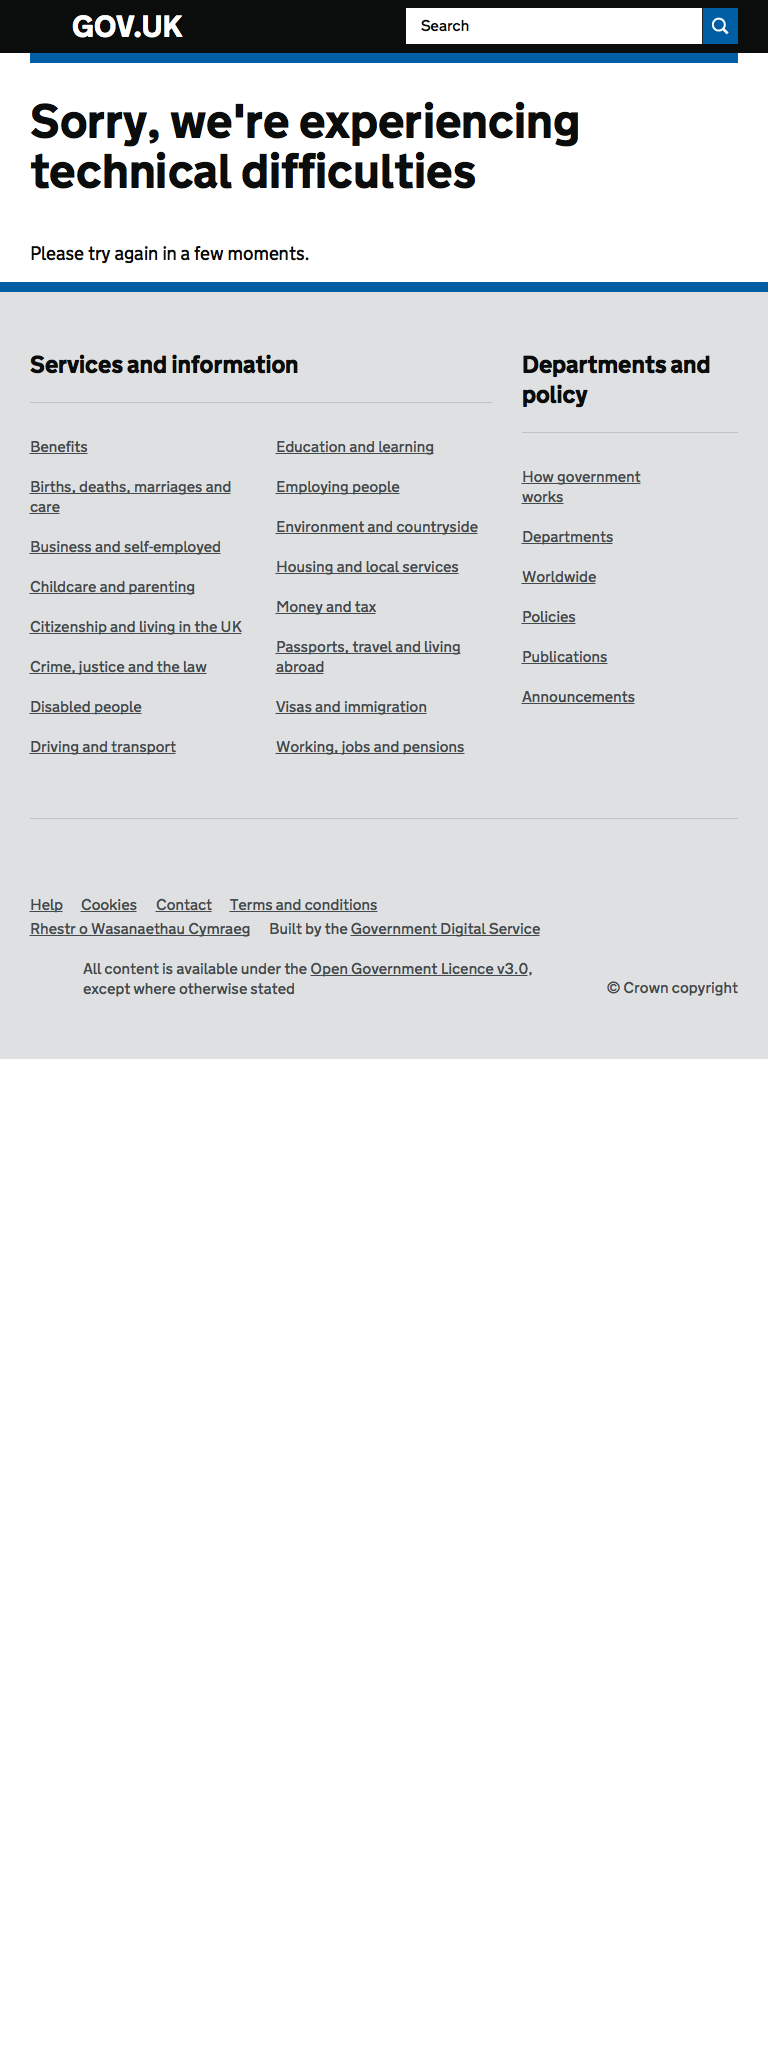 GOV.UK
Search
Sorry, we're experiencing
technical difficulties
Please try again in a few moments.
Services and information
Benefits
Births, deaths, marriages and
care
Business and self-employed
Childcare and parenting
Citizenship and living in the UK
Crime, justice and the law
Disabled people
Driving and transport
Education and learning
Employing people
Environment and countryside
Housing and local services
Money and tax
Passports, travel and living
abroad
Visas and immigration
Working, jobs and pensions
Departments and
policy
How government
works
Departments
Worldwide
Policies
Publications
Announcements
Help Cookies Contact Terms and conditions
Rhestr o Wasanaethau Cymraeg Built by the Government Digital Service
All content is available under the Open Government Licence v3.0,
except where otherwise stated
© Crown copyright